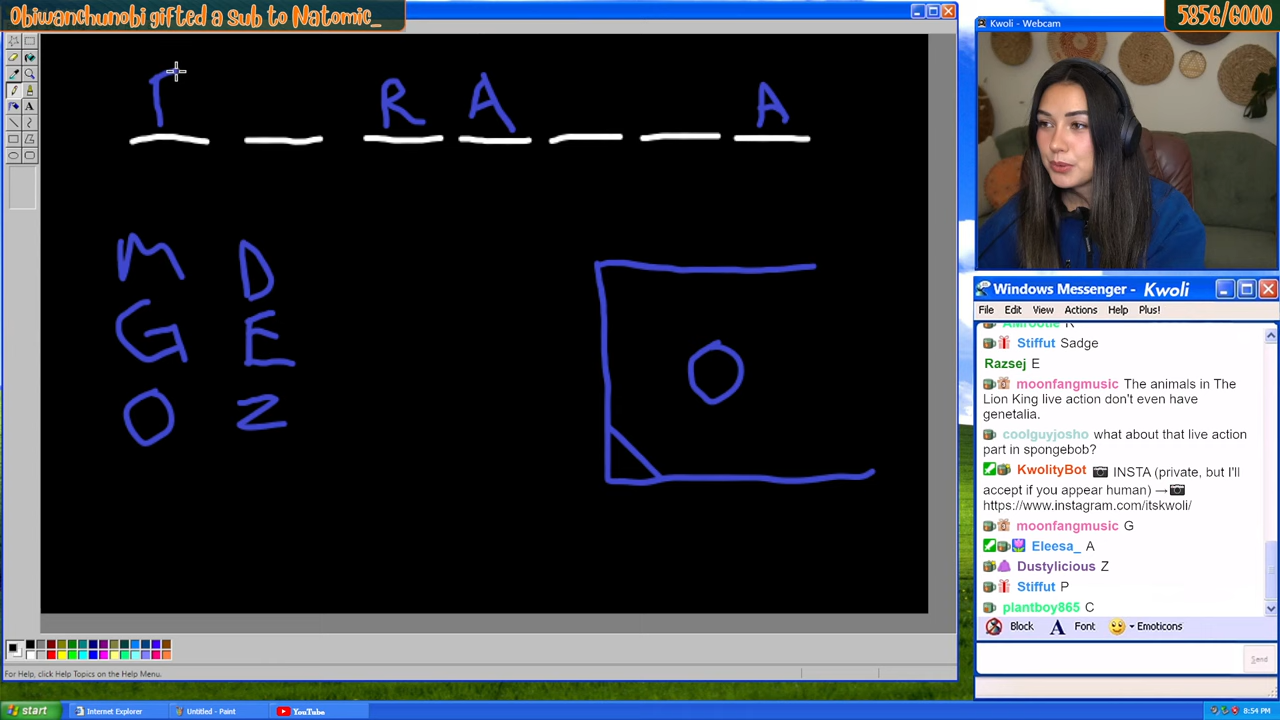 Obiwanchunobi gifted a sub to Natomic_
5856/6000
Kwoli - Webcam
R A A
M D
G E
O Z
O
Windows Messenger - Kwoli
File Edit View Actions Help Plus!
Stiffut Sadge
Razsej E
moonfangmusic The animals in The
Lion King live action don't even have
genetalia.
coolguyjosho what about that live action
part in spongebob?
KwolityBot INSTA (private, but I'll
accept if you appear human) →
https://www.instagram.com/itskwoli/
moonfangmusic G
Eleesa_ A
Dustylicious Z
Stiffut P
plantboy865 C
Block A Font Emoticons
Send
For Help, click Help Topics on the Help Menu.
start Internet Explorer Untitled - Paint YouTube 8:54 PM